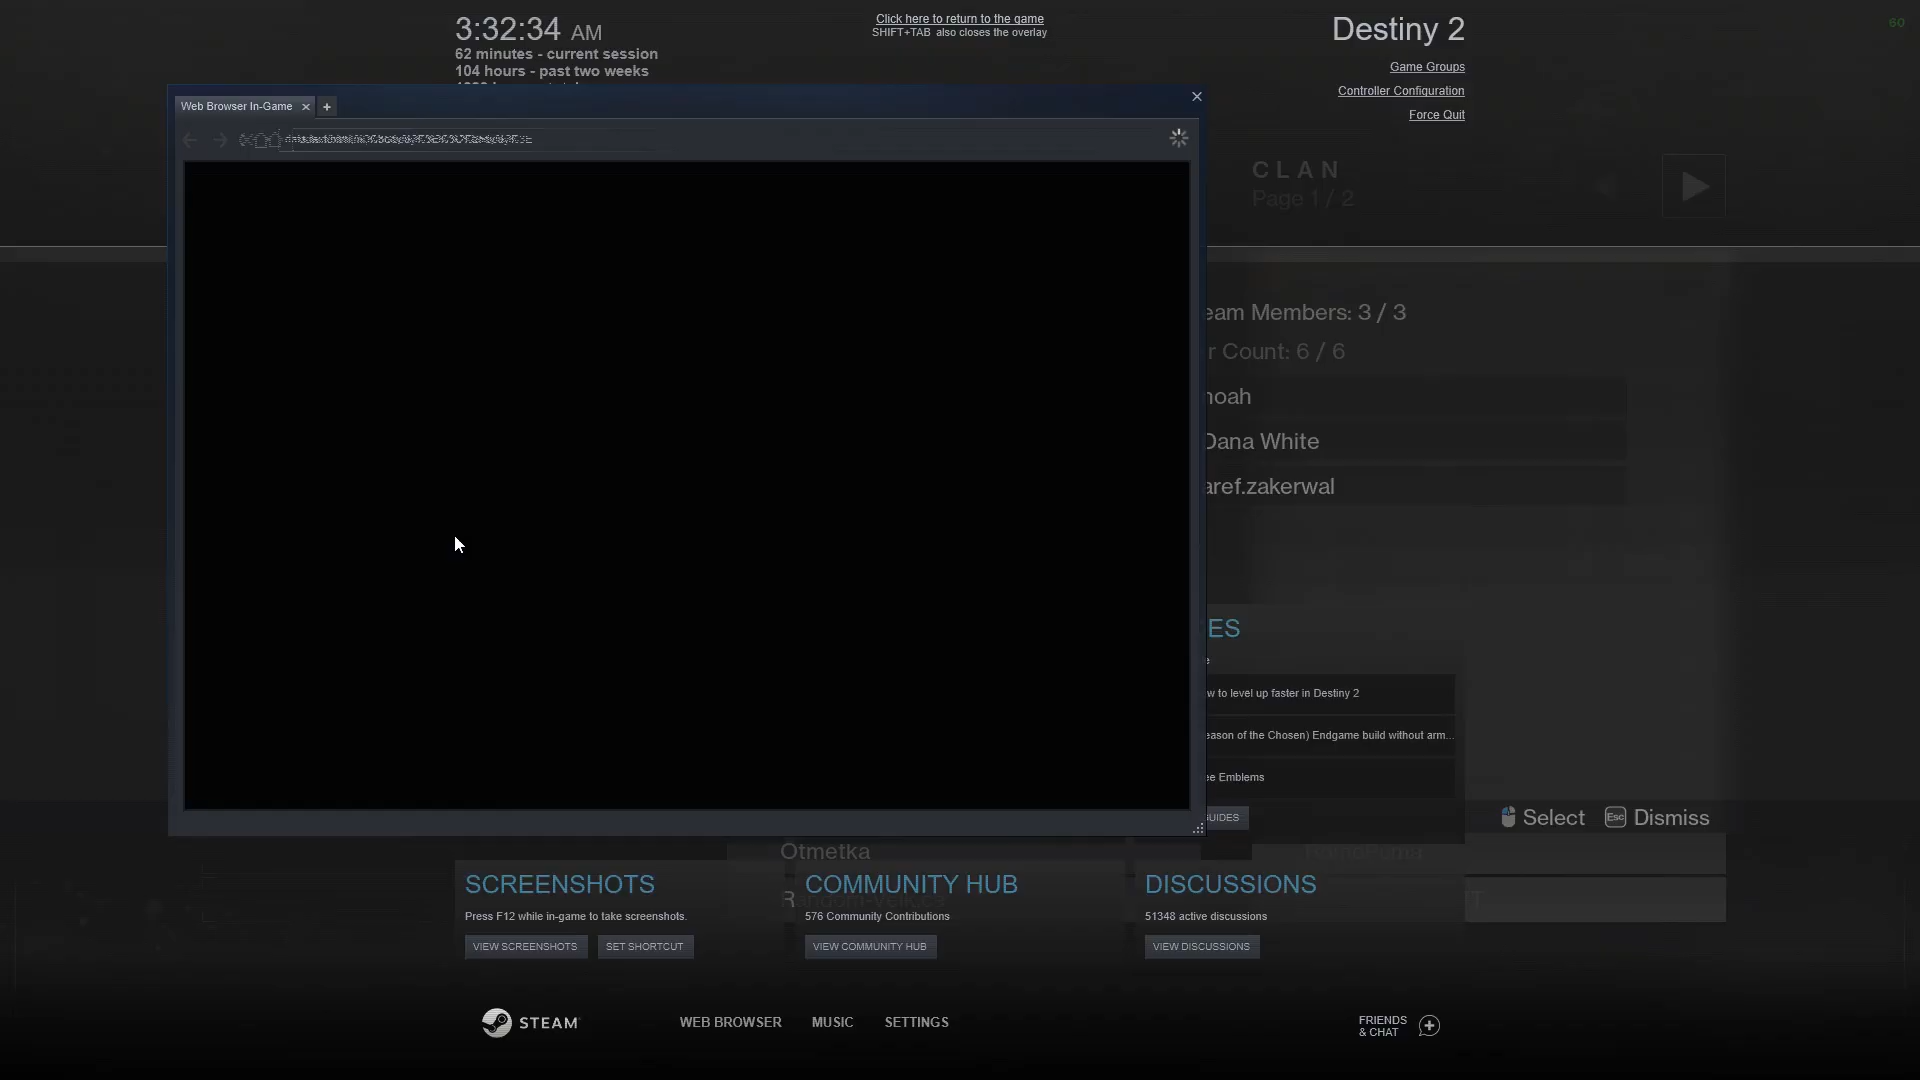 3:32:34 AM
62 minutes - current session
104 hours - past two weeks
Click here to return to the game
SHIFT+TAB also closes the overlay
Destiny 2
Game Groups
Controller Configuration
Force Quit
60
Web Browser In-Game
CLAN
Page 1 / 2
eam Members: 3 / 3
r Count: 6 / 6
noah
Dana White
aref.zakerwal
ES
e
w to level up faster in Destiny 2
eason of the Chosen) Endgame build without arm...
ee Emblems
GUIDES
Select
Esc Dismiss
Otmetka
SCREENSHOTS
Press F12 while in-game to take screenshots.
VIEW SCREENSHOTS
SET SHORTCUT
COMMUNITY HUB
576 Community Contributions
VIEW COMMUNITY HUB
DISCUSSIONS
51348 active discussions
VIEW DISCUSSIONS
STEAM
WEB BROWSER
MUSIC
SETTINGS
FRIENDS
& CHAT